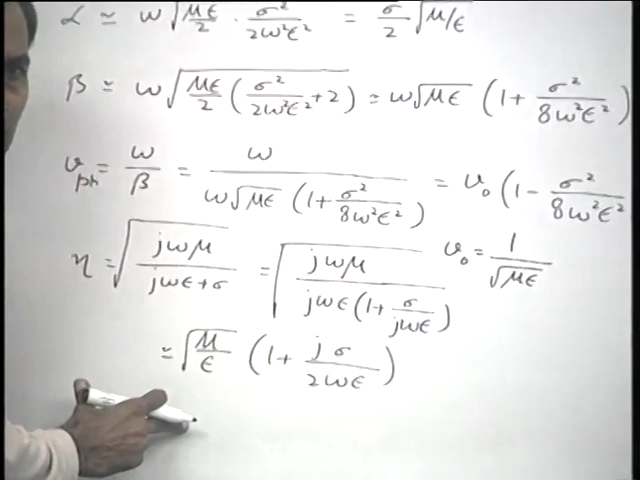 α ≃ ω√(με/2 · σ²/2ω²ε²) = σ/2 √μ/ε
β ≃ ω√(με/2 (σ²/2ω²ε² + 2)) = ω√με (1 + σ²/8ω²ε²)
v_ph = ω/β = ω/(ω√με (1 + σ²/8ω²ε²)) = v₀ (1 − σ²/8ω²ε²
η = √(jωμ/(jωε + σ)) = √(jωμ/(jωε (1 + σ/jωε))) v₀ = 1/√με
≃ √(μ/ε) (1 + jσ/2ωε)